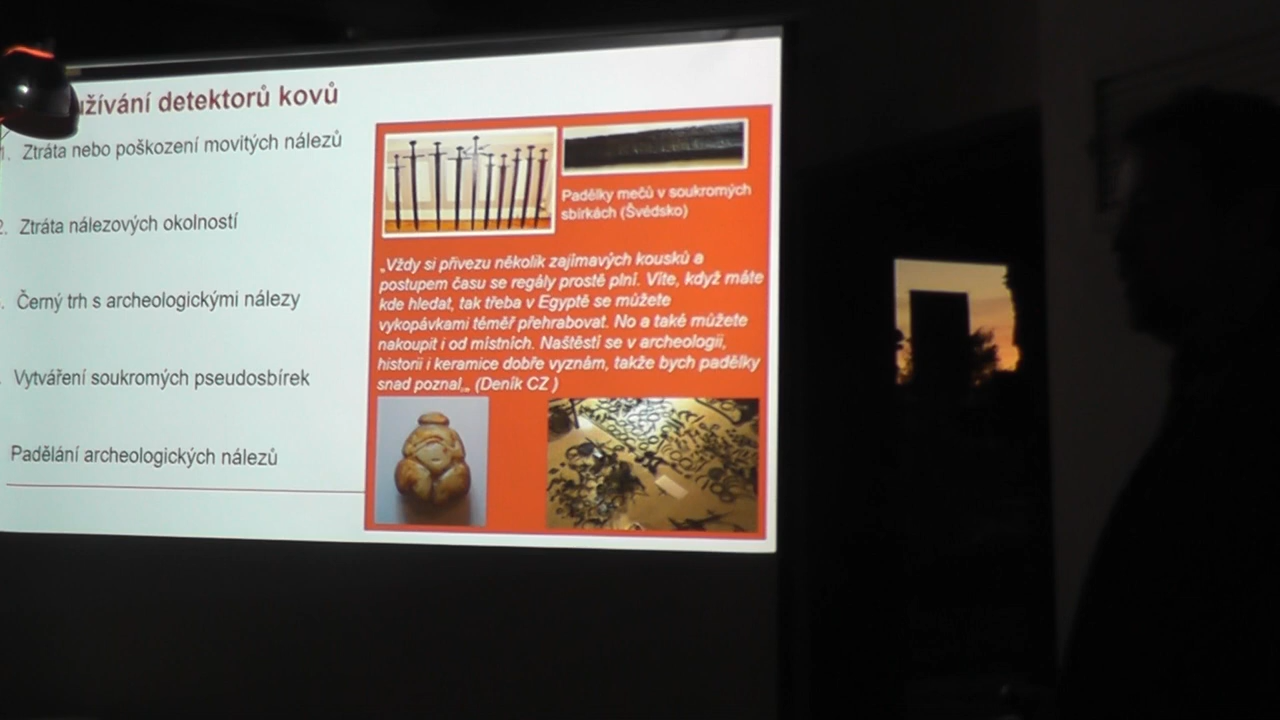 užívání detektorů kovů
1. Ztráta nebo poškození movitých nálezů
2. Ztráta nálezových okolností
. Černý trh s archeologickými nálezy
. Vytváření soukromých pseudosbírek
Padělání archeologických nálezů
Padělky mečů v soukromých
sbírkách (Švédsko)
„Vždy si přivezu několik zajímavých kousků a
postupem času se regály prostě plní. Víte, když máte
kde hledat, tak třeba v Egyptě se můžete
vykopávkami téměř přehrabovat. No a také můžete
nakoupit i od místních. Naštěstí se v archeologii,
historii i keramice dobře vyznám, takže bych padělky
snad poznal„ (Deník CZ )